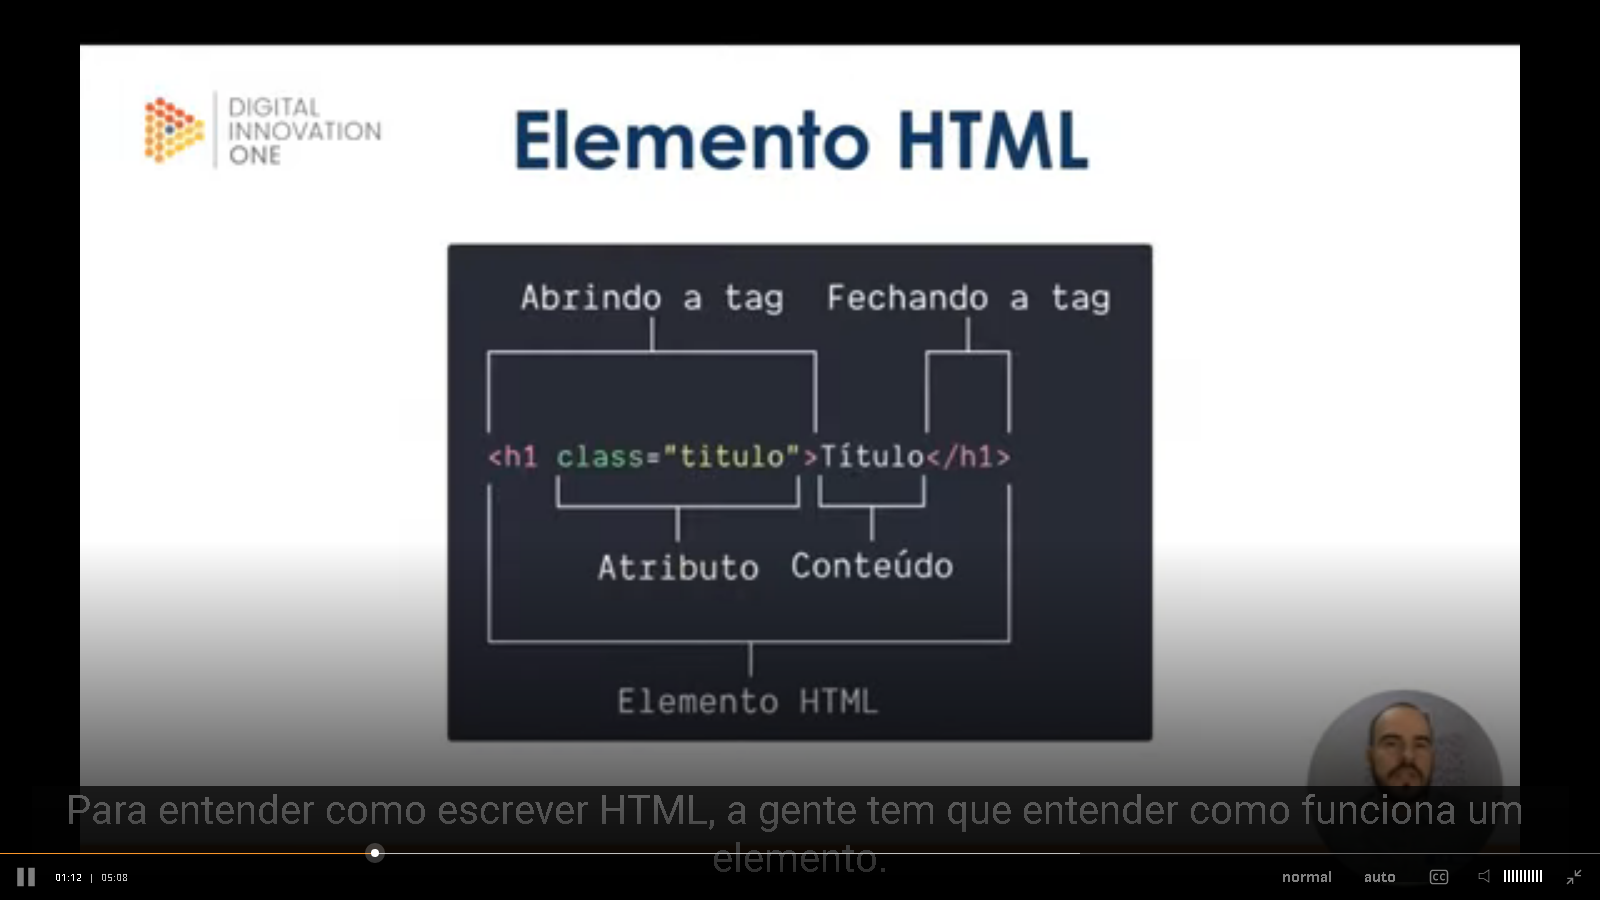 DIGITAL
INNOVATION
ONE
Elemento HTML
Abrindo a tag Fechando a tag
<h1 class="titulo">Título</h1>
Atributo Conteúdo
Elemento HTML
Para entender como escrever HTML, a gente tem que entender como funciona um
elemento.
01:12 | 05:08 normal auto CC